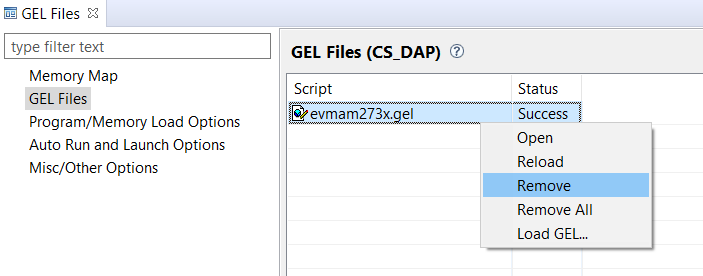 GEL Files
type filter text
Memory Map
GEL Files
Program/Memory Load Options
Auto Run and Launch Options
Misc/Other Options
GEL Files (CS_DAP)
Script Status
evmam273x.gel Success
Open
Reload
Remove
Remove All
Load GEL...